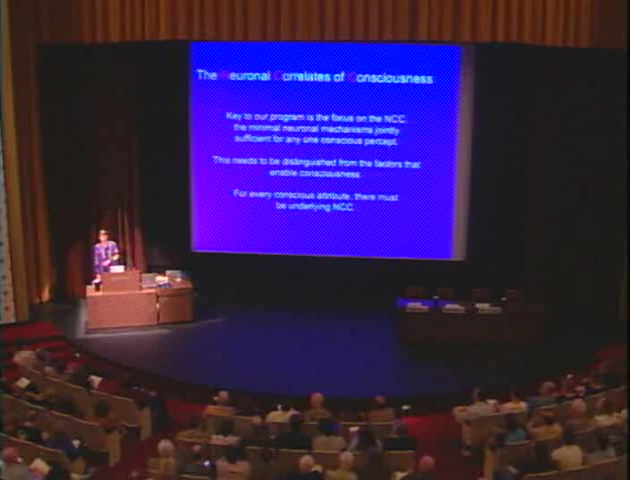 The Neuronal Correlates of Consciousness
Key to our program is the focus on the NCC,
the minimal neuronal mechanisms jointly
sufficient for any one conscious percept.
This needs to be distinguished from the factors that
enable consciousness.
For every conscious attribute, there must
be underlying NCC.